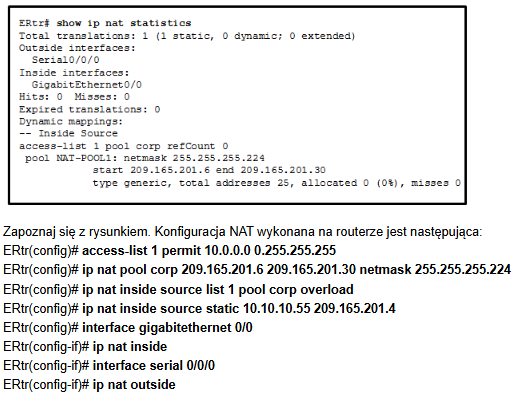 ERtr# show ip nat statistics
Total translations: 1 (1 static, 0 dynamic; 0 extended)
Outside interfaces:
Serial0/0/0
Inside interfaces:
GigabitEthernet0/0
Hits: 0 Misses: 0
Expired translations: 0
Dynamic mappings:
-- Inside Source
access-list 1 pool corp refCount 0
pool NAT-POOL1: netmask 255.255.255.224
start 209.165.201.6 end 209.165.201.30
type generic, total addresses 25, allocated 0 (0%), misses 0
Zapoznaj się z rysunkiem. Konfiguracja NAT wykonana na routerze jest następująca:
ERtr(config)# access-list 1 permit 10.0.0.0 0.255.255.255
ERtr(config)# ip nat pool corp 209.165.201.6 209.165.201.30 netmask 255.255.255.224
ERtr(config)# ip nat inside source list 1 pool corp overload
ERtr(config)# ip nat inside source static 10.10.10.55 209.165.201.4
ERtr(config)# interface gigabitethernet 0/0
ERtr(config-if)# ip nat inside
ERtr(config-if)# interface serial 0/0/0
ERtr(config-if)# ip nat outside